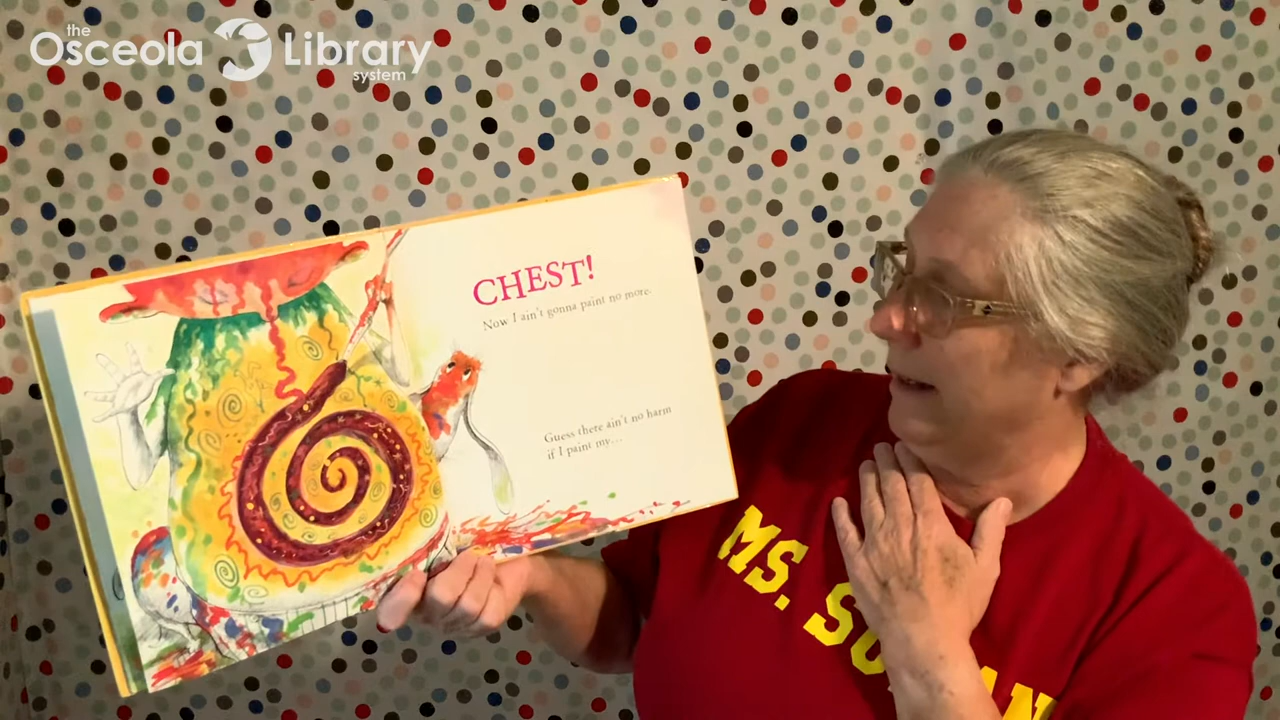 the
Osceola Library
system
CHEST!
Now I ain't gonna paint no more.
Guess there ain't no harm
if I paint my...
MS.